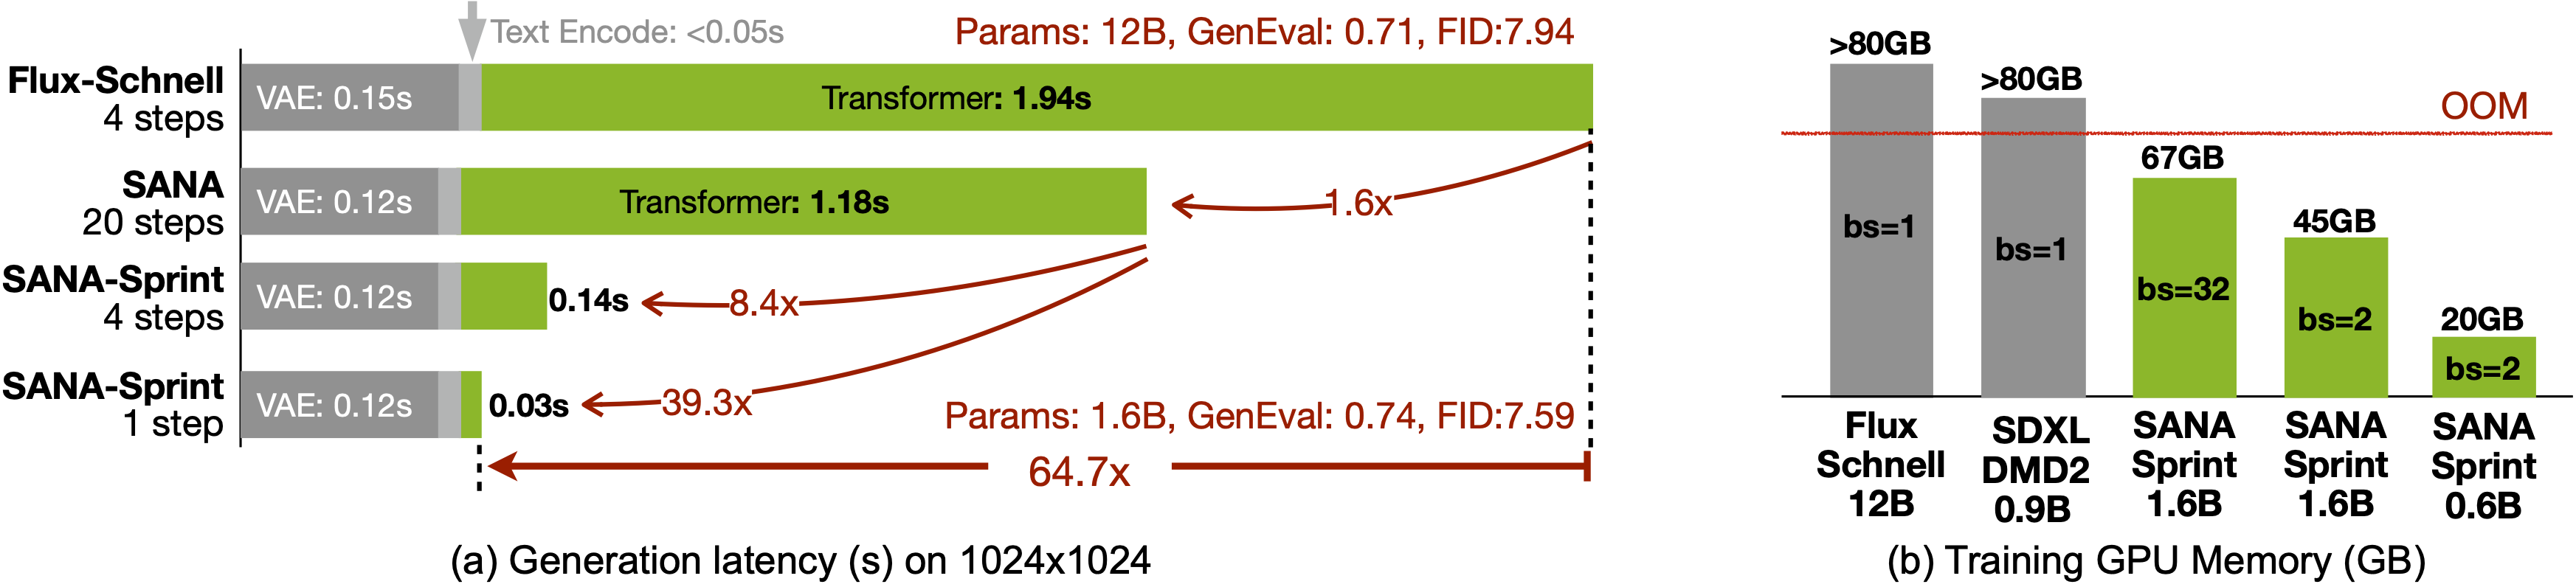 Text Encode: <0.05s
Params: 12B, GenEval: 0.71, FID:7.94
Flux-Schnell
4 steps
VAE: 0.15s
Transformer: 1.94s
SANA
20 steps
VAE: 0.12s
Transformer: 1.18s
1.6x
SANA-Sprint
4 steps
VAE: 0.12s
0.14s
8.4x
SANA-Sprint
1 step
VAE: 0.12s
0.03s
39.3x
Params: 1.6B, GenEval: 0.74, FID:7.59
64.7x
(a) Generation latency (s) on 1024x1024
>80GB
>80GB
OOM
67GB
45GB
20GB
bs=1
bs=1
bs=32
bs=2
bs=2
Flux
Schnell
12B
SDXL
DMD2
0.9B
SANA
Sprint
1.6B
SANA
Sprint
1.6B
SANA
Sprint
0.6B
(b) Training GPU Memory (GB)